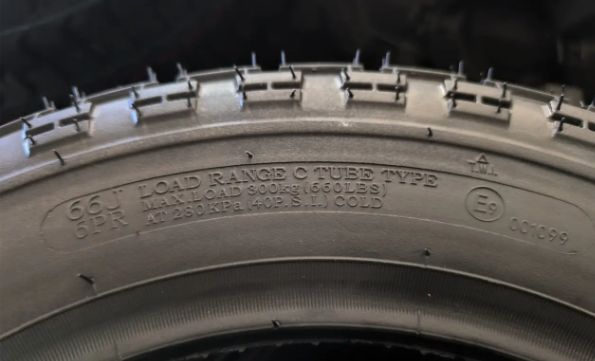 66J
6PR
LOAD RANGE C TUBE TYPE
MAX.LOAD 300kg (660LBS)
AT 280 KPa (40P.S.I.) COLD
T.W.I.
E9
001099